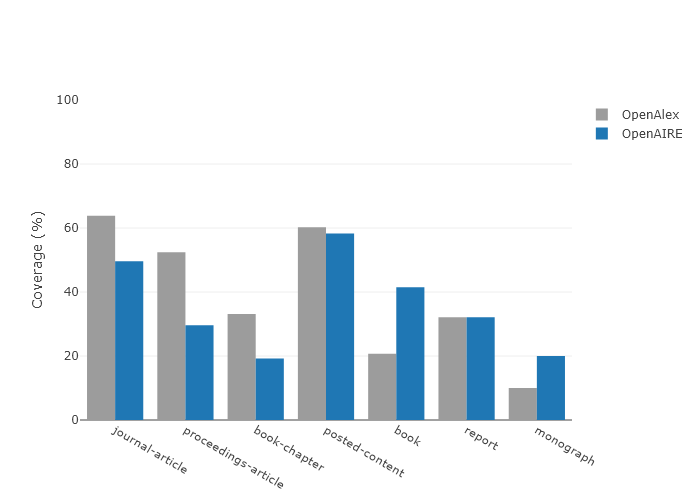 100
80
60
40
20
0
Coverage (%)
journal-article
proceedings-article
book-chapter
posted-content
book
report
monograph
OpenAlex
OpenAIRE